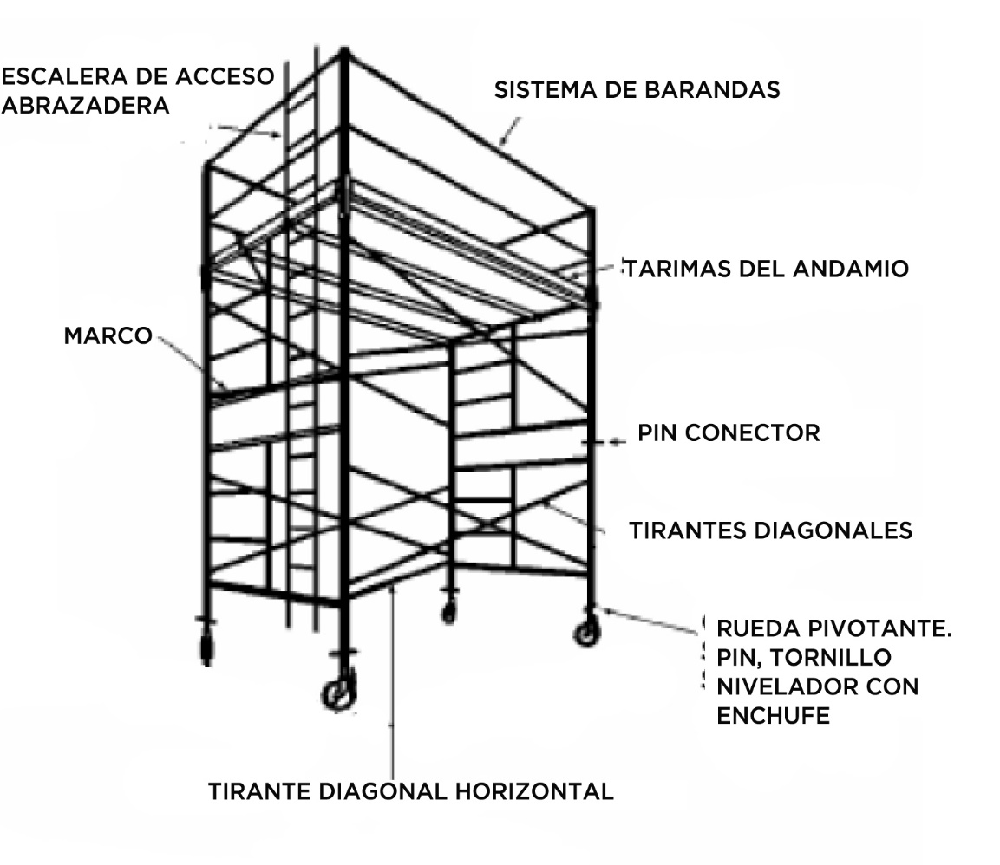 ESCALERA DE ACCESO
ABRAZADERA
SISTEMA DE BARANDAS
TARIMAS DEL ANDAMIO
MARCO
PIN CONECTOR
TIRANTES DIAGONALES
RUEDA PIVOTANTE.
PIN, TORNILLO
NIVELADOR CON
ENCHUFE
TIRANTE DIAGONAL HORIZONTAL